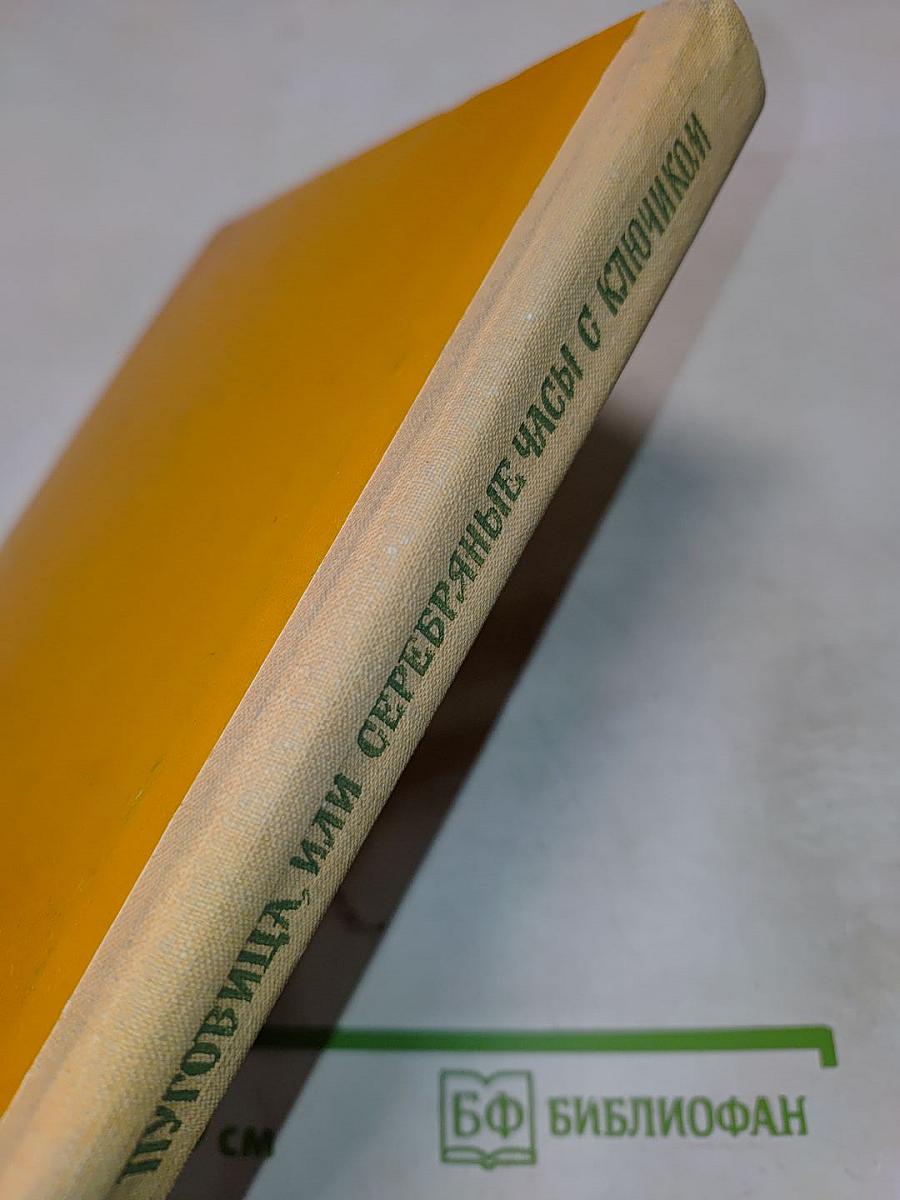 ПУГОВИЦА, ИЛИ СЕРЕБРЯНЫЕ ЧАСЫ С КЛЮЧИКОМ
см
БФ БИБЛИОФАН